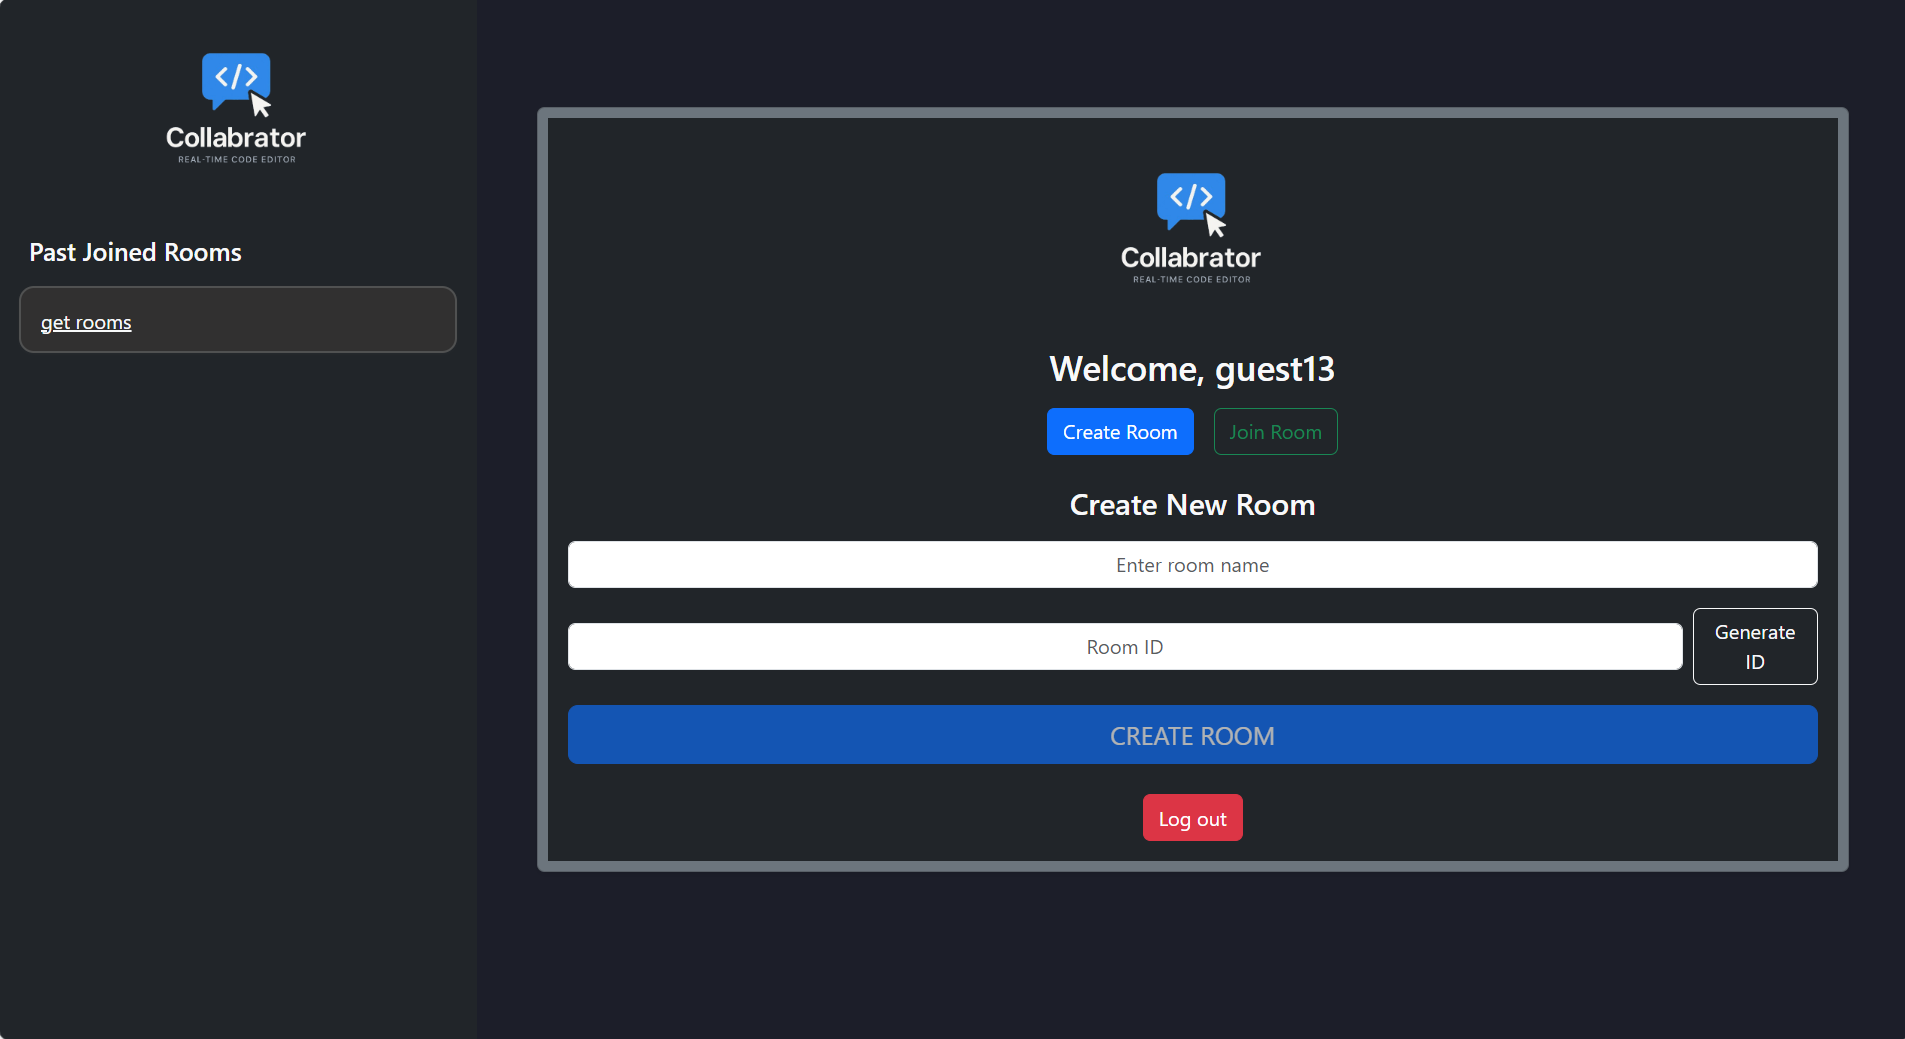 </>
Collabrator
REAL-TIME CODE EDITOR
Past Joined Rooms
get rooms
</>
Collabrator
REAL-TIME CODE EDITOR
Welcome, guest13
Create Room
Join Room
Create New Room
Enter room name
Room ID
Generate
ID
CREATE ROOM
Log out